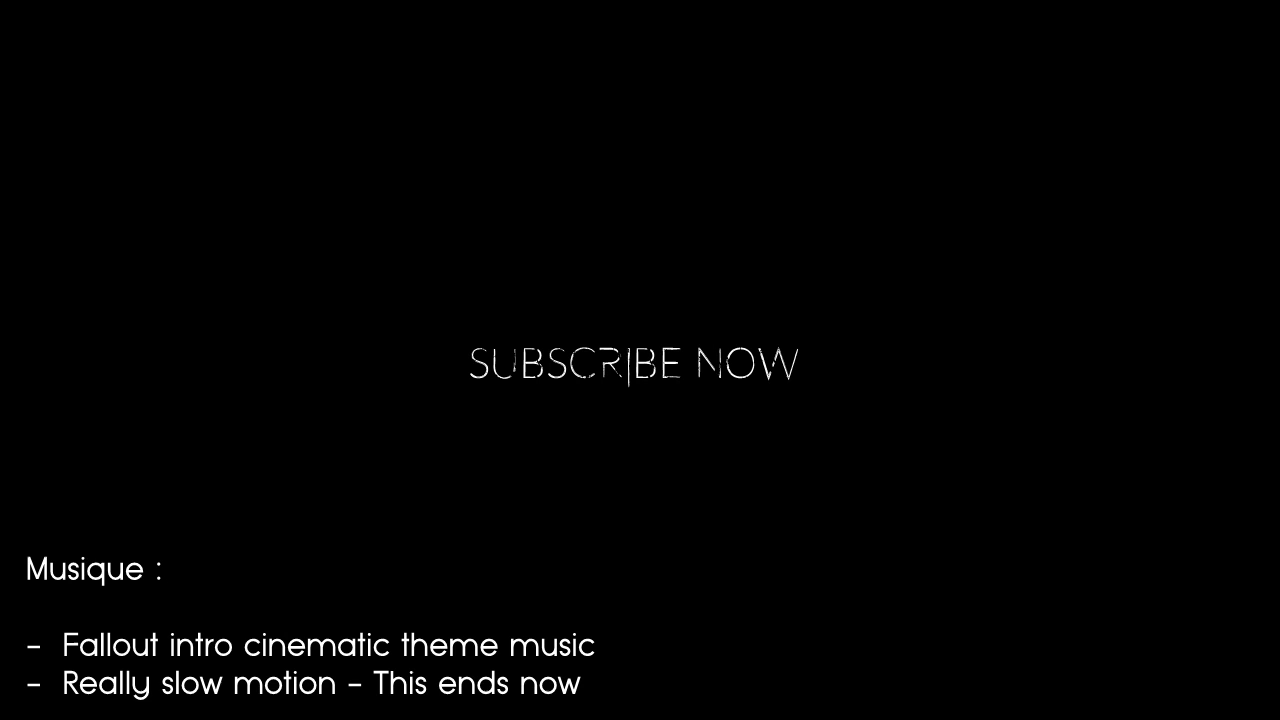 SUBSCRIBE NOW
Musique :
- Fallout intro cinematic theme music
- Really slow motion - This ends now